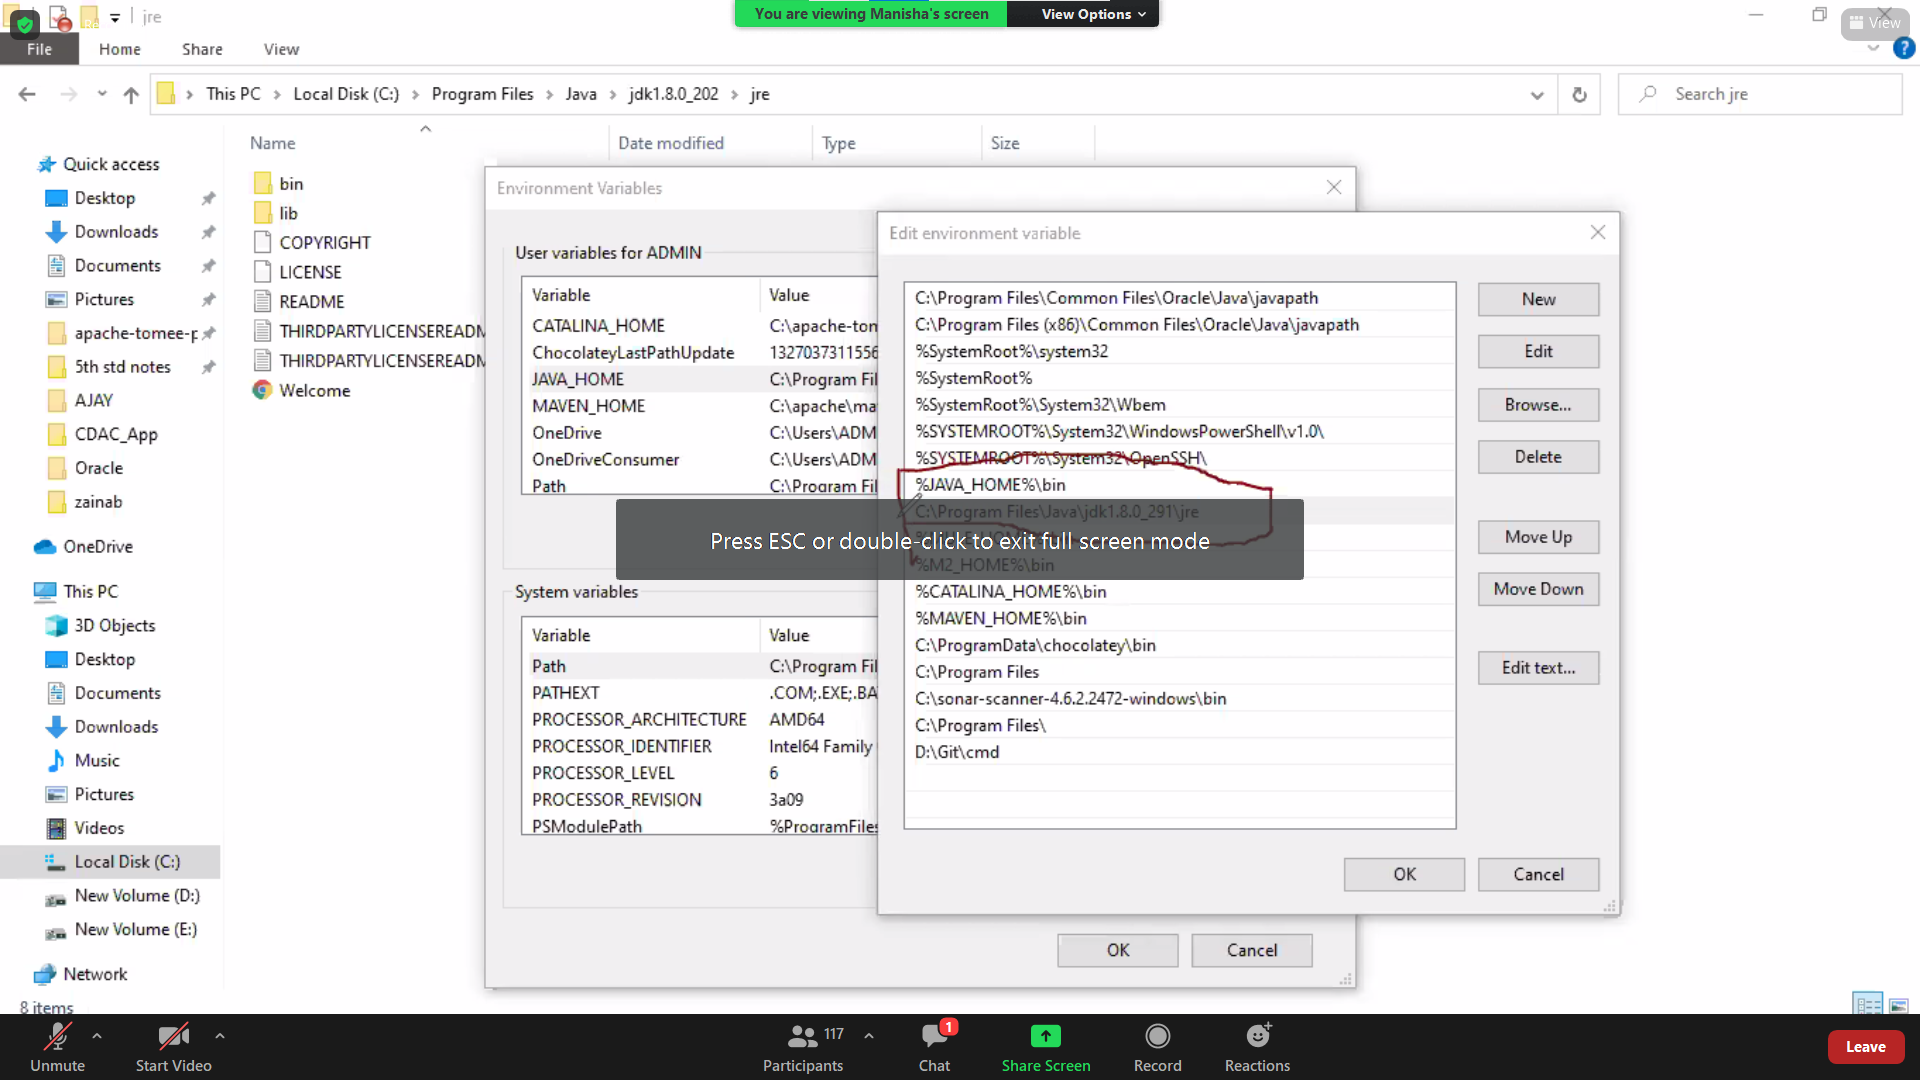 jre
You are viewing Manisha's screen
View Options
View
File
Home
Share
View
This PC
Local Disk (C:)
Program Files
Java
jdk1.8.0_202
jre
Search jre
Name
Date modified
Type
Size
Quick access
Desktop
Downloads
Documents
Pictures
apache-tomee-p
5th std notes
AJAY
CDAC_App
Oracle
zainab
OneDrive
This PC
3D Objects
Desktop
Documents
Downloads
Music
Pictures
Videos
Local Disk (C:)
New Volume (D:)
New Volume (E:)
Network
8 items
bin
lib
COPYRIGHT
LICENSE
README
THIRDPARTYLICENSEREADM
THIRDPARTYLICENSEREADM
Welcome
Environment Variables
User variables for ADMIN
Variable Value
CATALINA_HOME C:\apache-tom
ChocolateyLastPathUpdate 1327037311556
JAVA_HOME C:\Program Fil
MAVEN_HOME C:\apache\ma
OneDrive C:\Users\ADM
OneDriveConsumer C:\Users\ADM
Path C:\Program Fil
System variables
Variable Value
Path C:\Program Fil
PATHEXT .COM;.EXE;.BA
PROCESSOR_ARCHITECTURE AMD64
PROCESSOR_IDENTIFIER Intel64 Family
PROCESSOR_LEVEL 6
PROCESSOR_REVISION 3a09
PSModulePath %ProgramFiles
OK
Cancel
Edit environment variable
C:\Program Files\Common Files\Oracle\Java\javapath
C:\Program Files (x86)\Common Files\Oracle\Java\javapath
%SystemRoot%\system32
%SystemRoot%
%SystemRoot%\System32\Wbem
%SYSTEMROOT%\System32\WindowsPowerShell\v1.0\
%SYSTEMROOT%\System32\OpenSSH\
%JAVA_HOME%\bin
C:\Program Files\Java\jdk1.8.0_291\jre
Press ESC or double-click to exit full screen mode
%M2_HOME%\bin
%CATALINA_HOME%\bin
%MAVEN_HOME%\bin
C:\ProgramData\chocolatey\bin
C:\Program Files
C:\sonar-scanner-4.6.2.2472-windows\bin
C:\Program Files\
D:\Git\cmd
New
Edit
Browse...
Delete
Move Up
Move Down
Edit text...
OK
Cancel
Unmute
Start Video
117
Participants
1
Chat
Share Screen
Record
Reactions
Leave